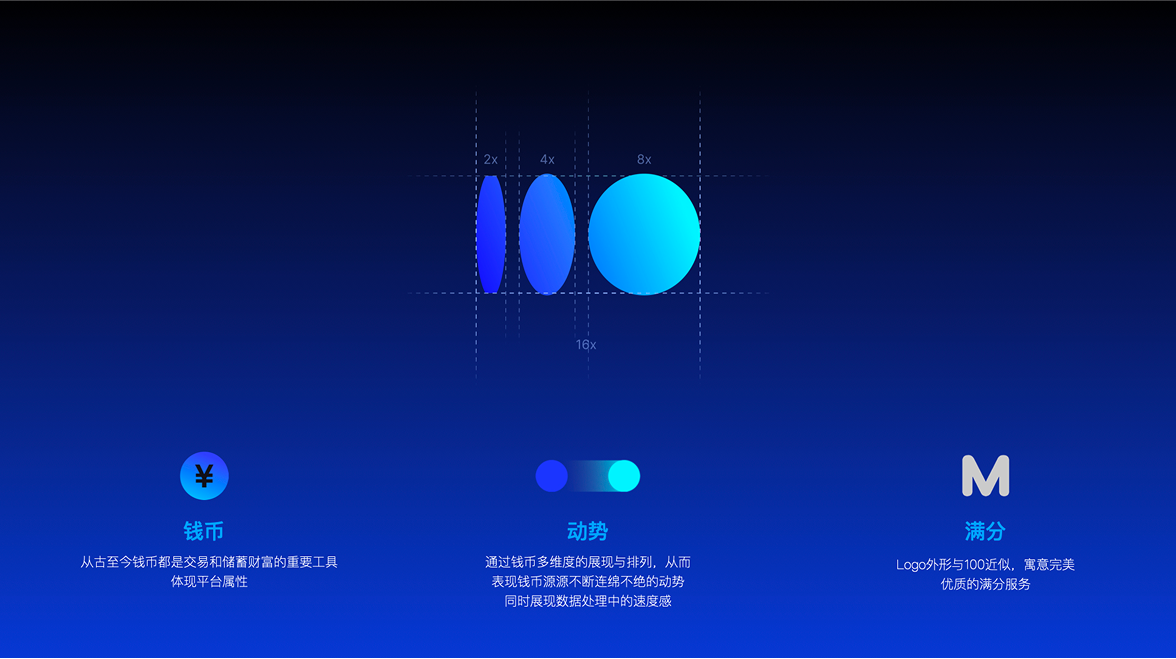 2x
4x
8x
16x
¥
M
钱币
动势
满分
从古至今钱币都是交易和储蓄财富的重要工具
体现平台属性
通过钱币多维度的展现与排列，从而
表现钱币源源不断连绵不绝的动势
同时展现数据处理中的速度感
Logo外形与100近似，寓意完美
优质的满分服务